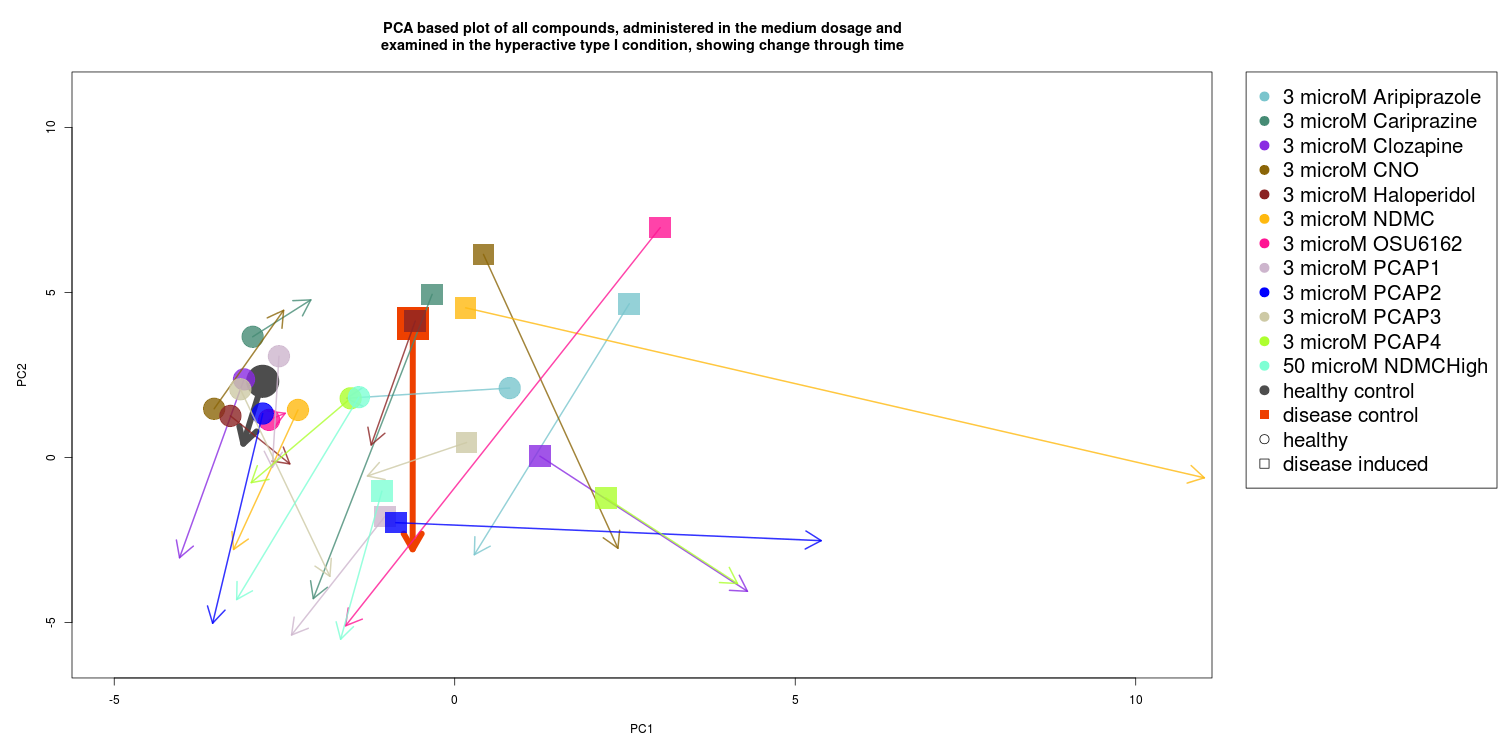 PCA based plot of all compounds, administered in the medium dosage and
examined in the hyperactive type I condition, showing change through time
10
5
0
-5
PC2
-5
0
5
10
PC1
3 microM Aripiprazole
3 microM Cariprazine
3 microM Clozapine
3 microM CNO
3 microM Haloperidol
3 microM NDMC
3 microM OSU6162
3 microM PCAP1
3 microM PCAP2
3 microM PCAP3
3 microM PCAP4
50 microM NDMCHigh
healthy control
disease control
healthy
disease induced